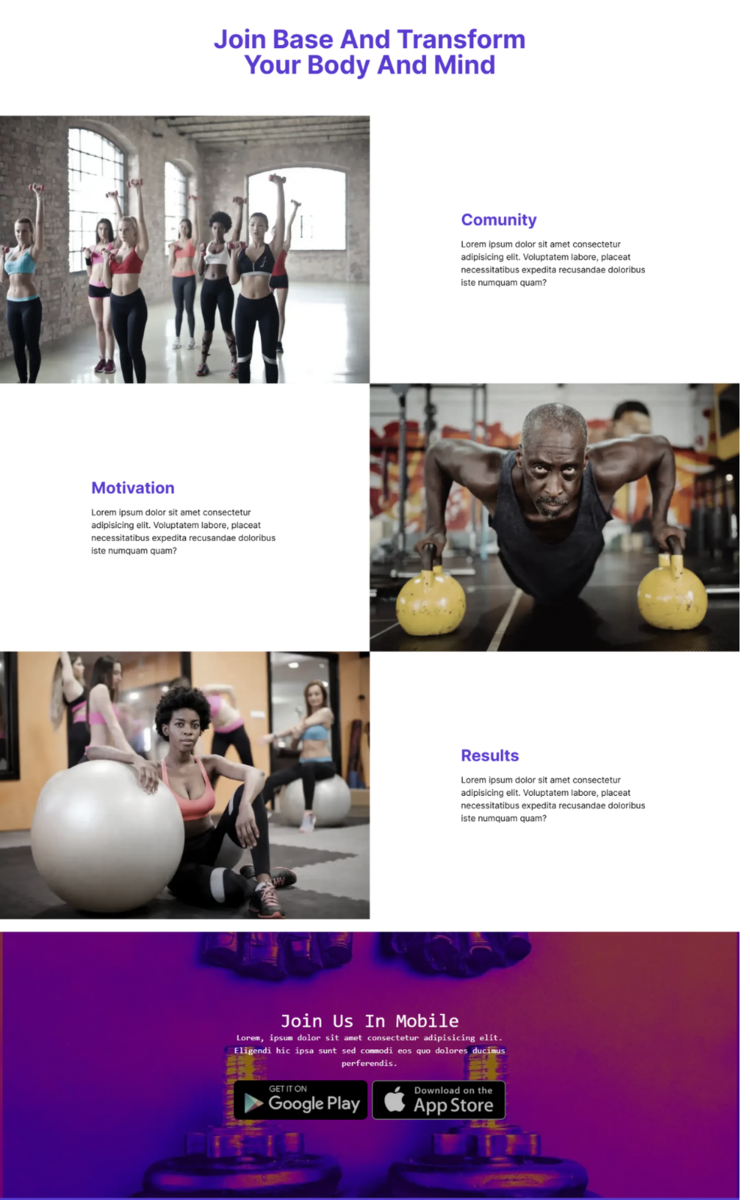 Join Base And Transform
Your Body And Mind
Comunity
Lorem ipsum dolor sit amet consectetur
adipisicing elit. Voluptatem labore, placeat
necessitatibus expedita recusandae doloribus
iste numquam quam?
Motivation
Lorem ipsum dolor sit amet consectetur
adipisicing elit. Voluptatem labore, placeat
necessitatibus expedita recusandae doloribus
iste numquam quam?
Results
Lorem ipsum dolor sit amet consectetur
adipisicing elit. Voluptatem labore, placeat
necessitatibus expedita recusandae doloribus
iste numquam quam?
Join Us In Mobile
Lorem, ipsum dolor sit amet consectetur adipisicing elit.
Eligendi hic ipsa sunt sed commodi eos quo dolores ducimus
perferendis.
GET IT ON
Google Play
Download on the
App Store